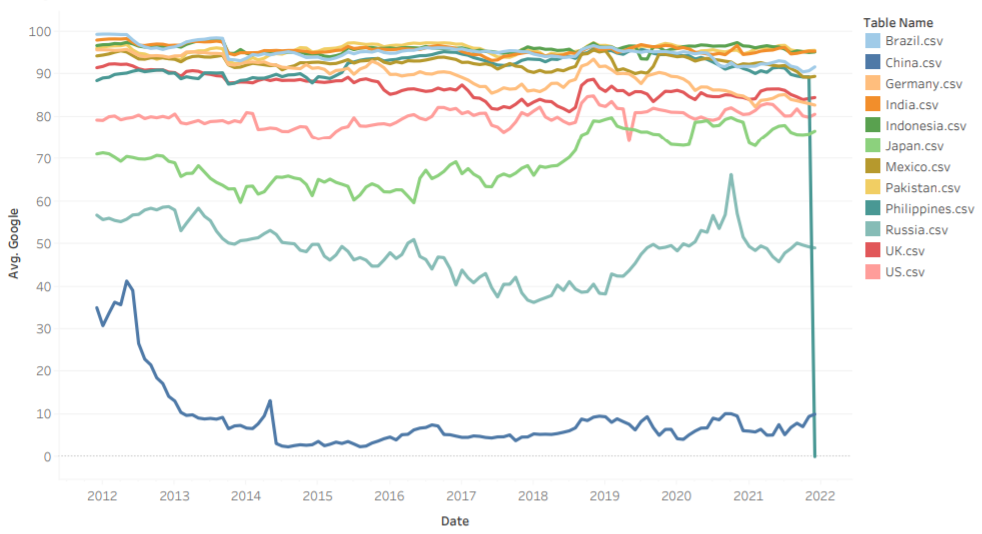 Table Name
Brazil.csv
China.csv
Germany.csv
India.csv
Indonesia.csv
Japan.csv
Mexico.csv
Pakistan.csv
Philippines.csv
Russia.csv
UK.csv
US.csv
Avg. Google
100
90
80
70
60
50
40
30
20
10
0
2012 2013 2014 2015 2016 2017 2018 2019 2020 2021 2022
Date